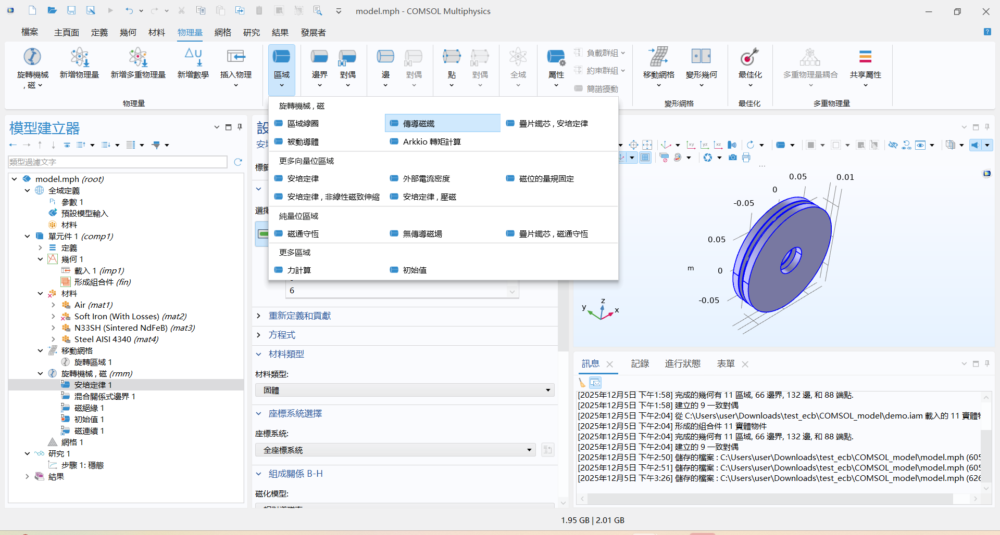 model.mph - COMSOL Multiphysics
檔案 主頁面 定義 幾何 材料 物理量 網格 研究 結果 發展者
旋轉機械 , 磁
新增物理量
新增多重物理量
新增數學
插入物理
物理量
區域
邊界
對偶
邊
對偶
點
對偶
全域
屬性
負載群組
約束群組
簡諧擾動
移動網格
變形幾何
變形網格
最佳化
最佳化
多重物理量耦合
共享屬性
多重物理量
旋轉機械 , 磁
區域線圈
傳導磁鐵
疊片鐵芯 , 安培定律
被動導體
Arkkio 轉矩計算
更多向量位區域
安培定律
外部電流密度
磁位的量規固定
安培定律 , 非線性磁致伸縮
安培定律 , 壓磁
純量位區域
磁通守恆
無傳導磁場
疊片鐵芯 , 磁通守恆
更多區域
力計算
初始值
模型建立器
類型過濾文字
model.mph (root)
全域定義
Pi 參數 1
預設模型輸入
材料
單元件 1 (comp1)
定義
幾何 1
載入 1 (imp1)
形成組合件 (fin)
材料
Air (mat1)
Soft Iron (With Losses) (mat2)
N33SH (Sintered NdFeB) (mat3)
Steel AISI 4340 (mat4)
移動網格
旋轉區域 1
旋轉機械 , 磁 (rmm)
安培定律 1
混合關係式邊界 1
磁絕緣 1
初始值 1
磁連續 1
網格 1
研究 1
步驟 1: 穩態
結果
設
安培
標籤
選擇
6
重新定義和貢獻
方程式
材料類型
材料類型:
固體
座標系統選擇
座標系統:
全座標系統
組成關係 B-H
磁化模型:
xy yz xz
...
0.05
0.01
0
-0.05
0.05
m
0
-0.05
z
y
x
訊息 記錄 進行狀態 表單
[2025年12月5日 下午1:58] 完成的幾何有 11 區域, 66 邊界, 132 邊, 和 88 端點.
[2025年12月5日 下午1:58] 建立的 9 一致對偶
[2025年12月5日 下午2:04] 從 C:\Users\user\Downloads\test_ecb\COMSOL_model\demo.iam 載入的 11 實體物
[2025年12月5日 下午2:04] 形成的組合件 11 實體物件
[2025年12月5日 下午2:04] 完成的幾何有 11 區域, 66 邊界, 132 邊, 和 88 端點.
[2025年12月5日 下午2:04] 建立的 9 一致對偶
[2025年12月5日 下午2:50] 儲存的檔案 : C:\Users\user\Downloads\test_ecb\COMSOL_model\model.mph (605
[2025年12月5日 下午2:51] 儲存的檔案 : C:\Users\user\Downloads\test_ecb\COMSOL_model\model.mph (605
[2025年12月5日 下午3:26] 儲存的檔案 : C:\Users\user\Downloads\test_ecb\COMSOL_model\model.mph (626
1.95 GB | 2.01 GB